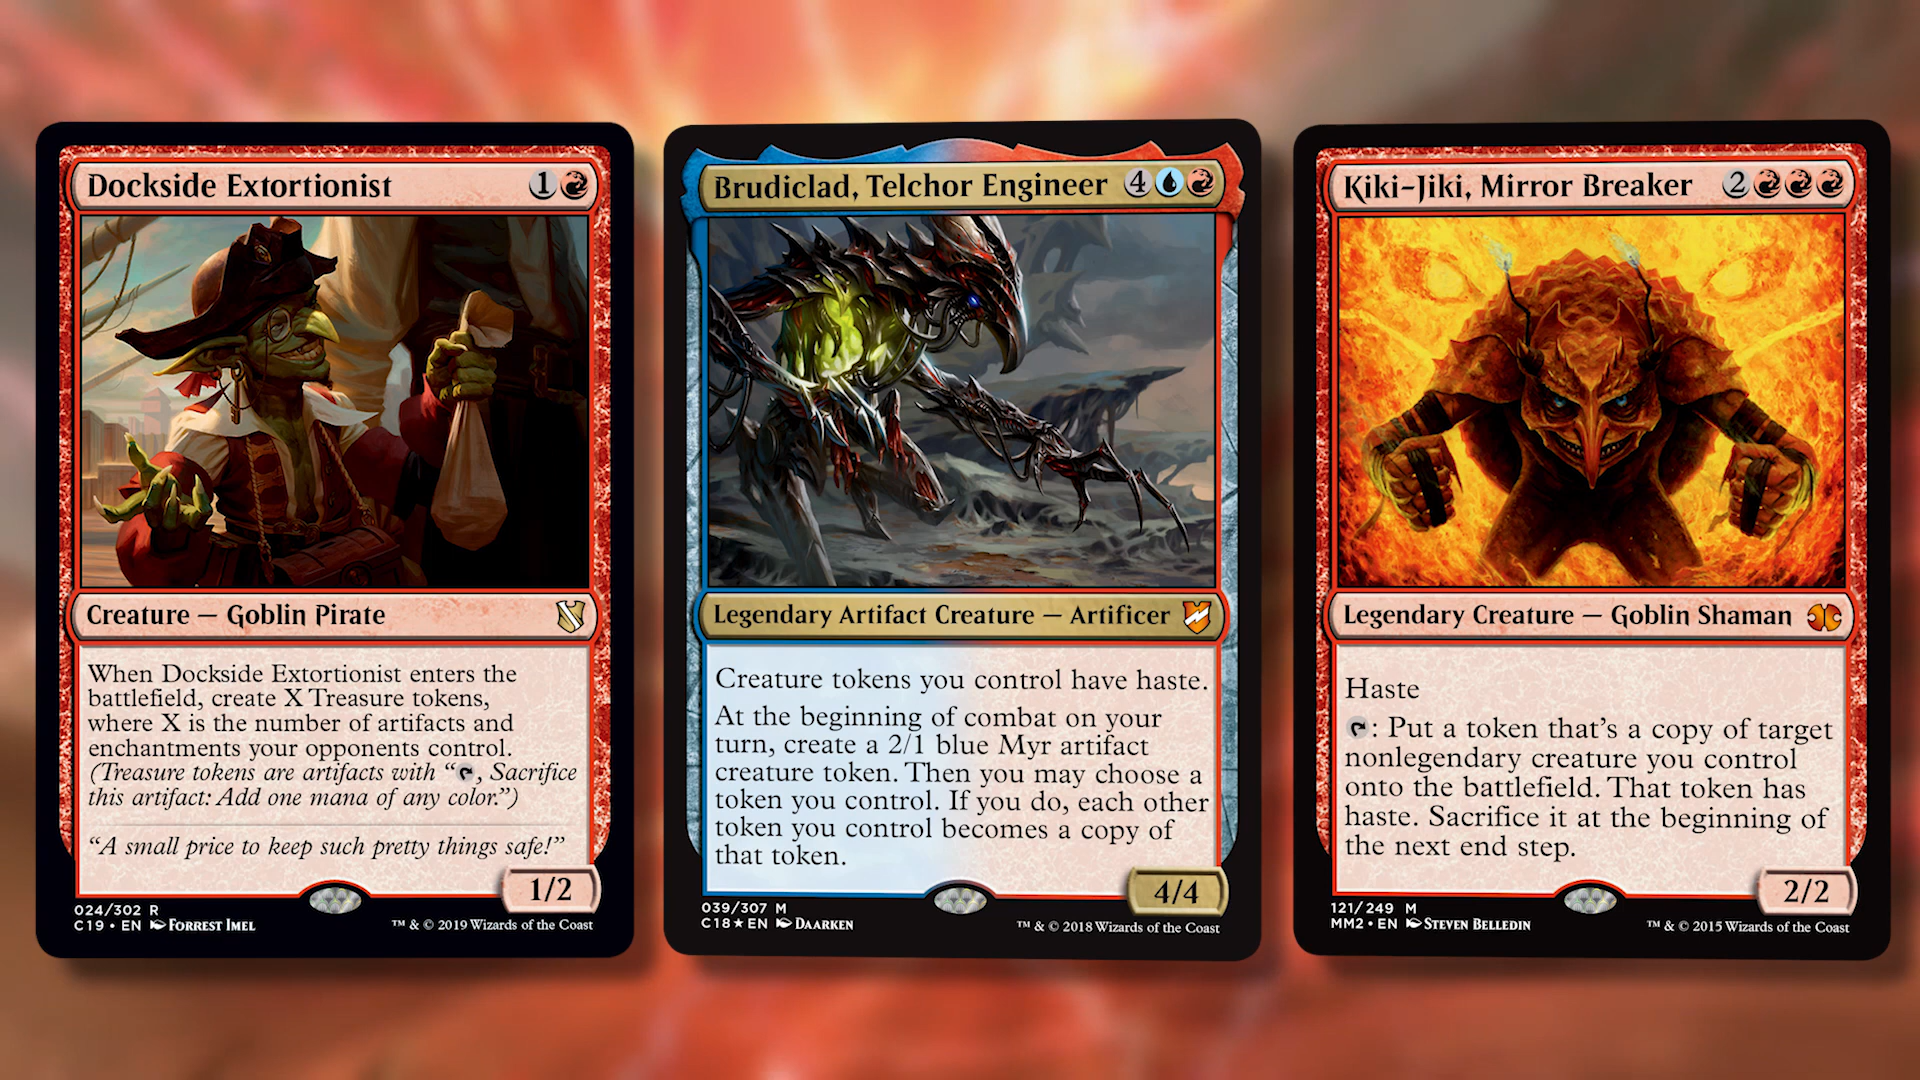 Dockside Extortionist 1
Creature — Goblin Pirate
When Dockside Extortionist enters the
battlefield, create X Treasure tokens,
where X is the number of artifacts and
enchantments your opponents control.
(Treasure tokens are artifacts with “, Sacrifice
this artifact: Add one mana of any color.”)
“A small price to keep such pretty things safe!”
1/2
024/302 R
C19 • EN Forrest Imel
™ & © 2019 Wizards of the Coast
Brudiclad, Telchor Engineer 4
Legendary Artifact Creature — Artificer
Creature tokens you control have haste.
At the beginning of combat on your
turn, create a 2/1 blue Myr artifact
creature token. Then you may choose a
token you control. If you do, each other
token you control becomes a copy of
that token.
4/4
039/307 M
C18★EN Daarken
™ & © 2018 Wizards of the Coast
Kiki-Jiki, Mirror Breaker 2
Legendary Creature — Goblin Shaman
Haste
: Put a token that’s a copy of target
nonlegendary creature you control
onto the battlefield. That token has
haste. Sacrifice it at the beginning of
the next end step.
2/2
121/249 M
MM2 • EN Steven Belledin
™ & © 2015 Wizards of the Coast